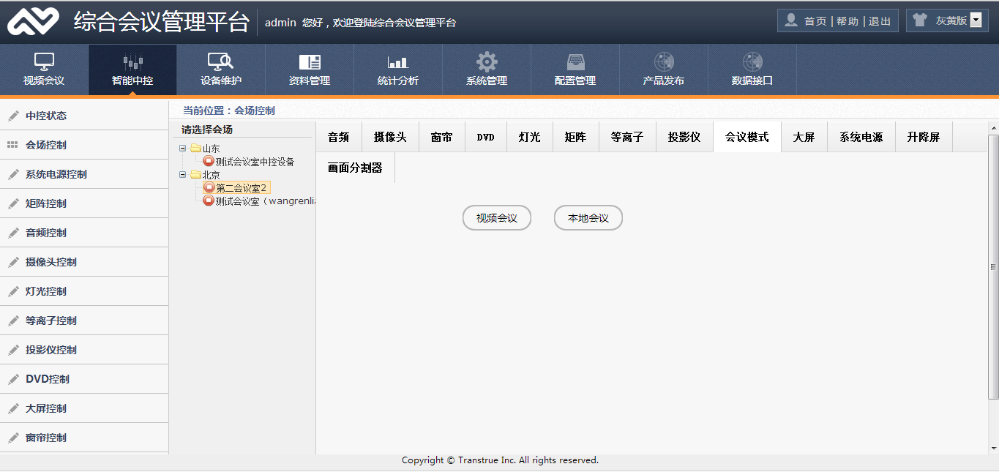 综合会议管理平台
admin 您好，欢迎登陆综合会议管理平台
首页 | 帮助 | 退出
灰黄版
视频会议
智能中控
设备维护
资料管理
统计分析
系统管理
配置管理
产品发布
数据接口
中控状态
会场控制
系统电源控制
矩阵控制
音频控制
摄像头控制
灯光控制
等离子控制
投影仪控制
DVD控制
大屏控制
窗帘控制
当前位置：会场控制
请选择会场
山东
测试会议室中控设备
北京
第二会议室2
测试会议室（wangrenlia
音频
摄像头
窗帘
DVD
灯光
矩阵
等离子
投影仪
会议模式
大屏
系统电源
升降屏
画面分割器
视频会议
本地会议
Copyright © Transtrue Inc. All rights reserved.